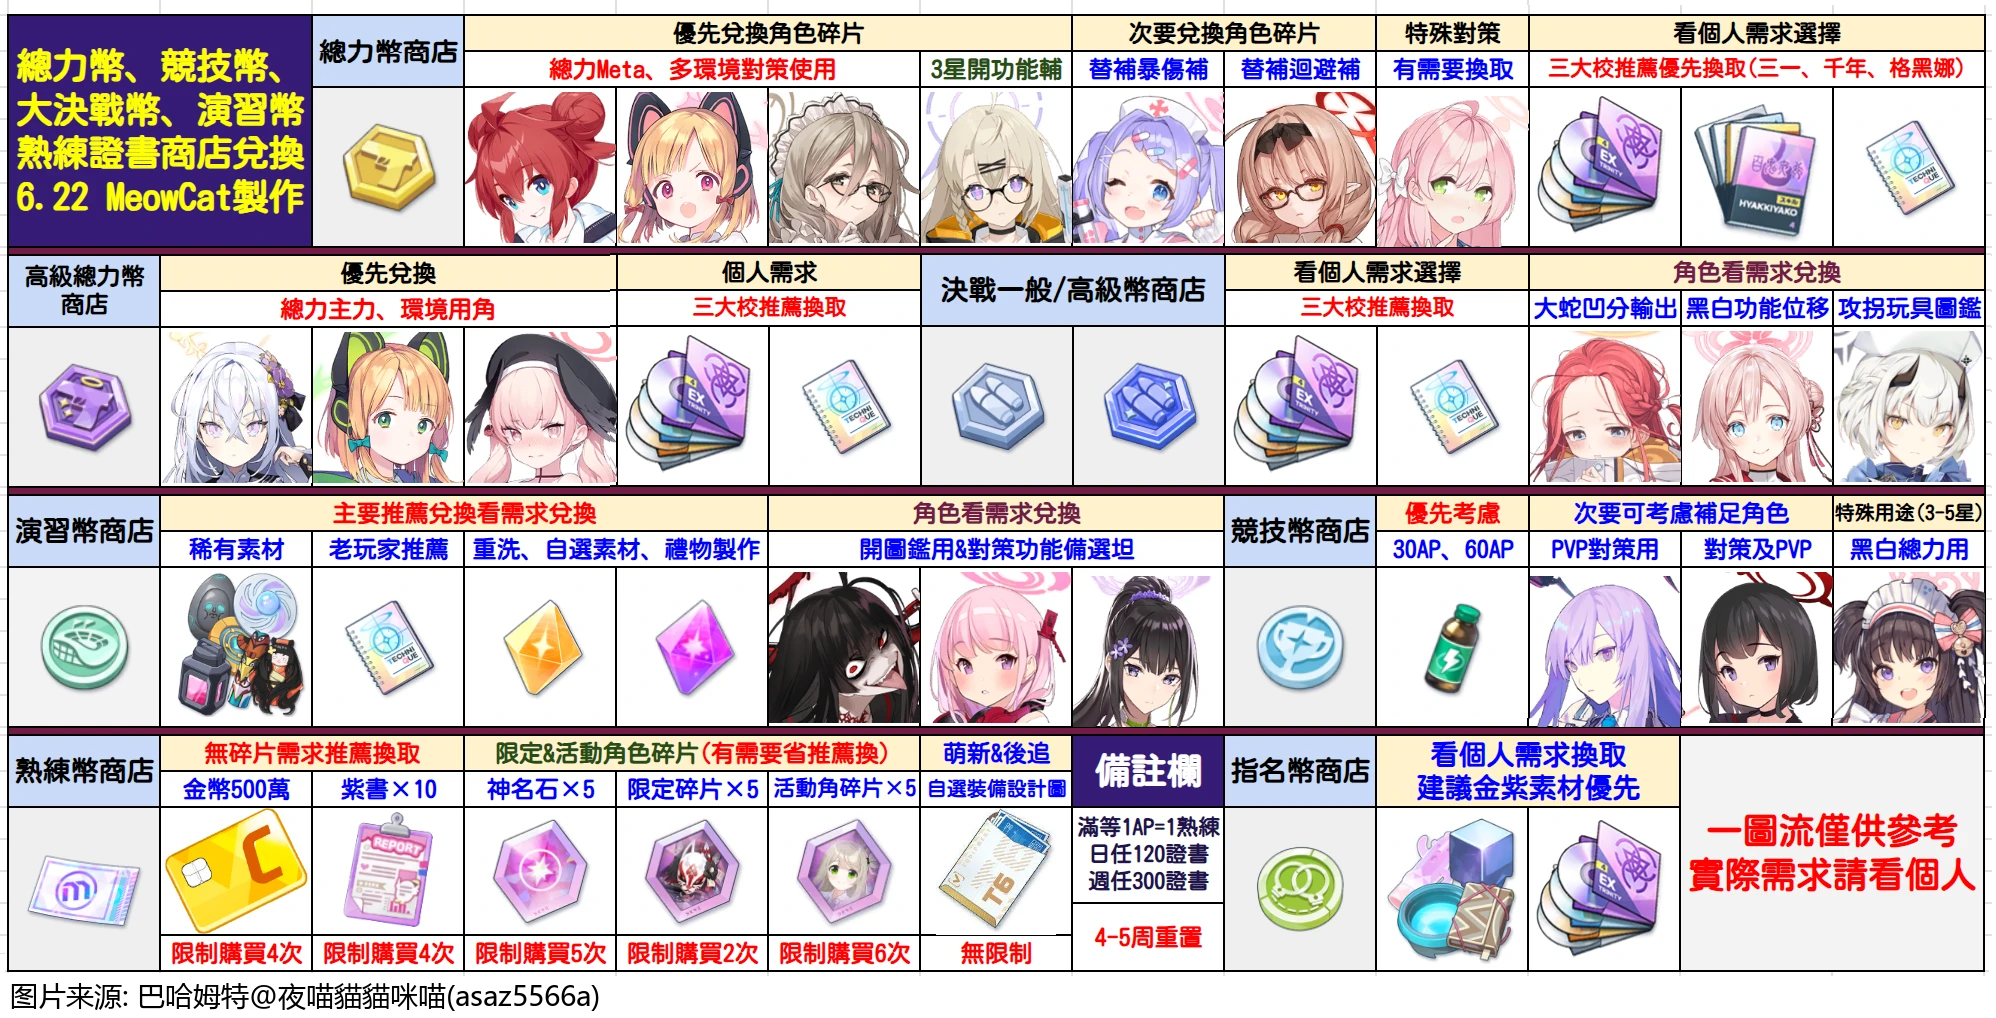 總力幣、競技幣、
大決戰幣、演習幣
熟練證書商店兌換
6.22 MeowCat製作
總力幣商店
優先兌換角色碎片
次要兌換角色碎片
特殊對策
看個人需求選擇
總力Meta、多環境對策使用
3星開功能輔
替補暴傷補
替補迴避補
有需要換取
三大校推薦優先換取(三一、千年、格黑娜)
EX
TRINITY
HYAKKIYAKO
TECHNI
QUE
高級總力幣
商店
優先兌換
個人需求
決戰一般/高級幣商店
看個人需求選擇
角色看需求兌換
總力主力、環境用角
三大校推薦換取
三大校推薦換取
大蛇凹分輸出
黑白功能位移
攻拐玩具圖鑑
EX
TRINITY
TECHNI
QUE
EX
TRINITY
TECHNI
QUE
演習幣商店
主要推薦兌換看需求兌換
角色看需求兌換
競技幣商店
優先考慮
次要可考慮補足角色
特殊用途(3-5星)
稀有素材
老玩家推薦
重洗、自選素材、禮物製作
開圖鑑用&對策功能備選坦
30AP、60AP
PVP對策用
對策及PVP
黑白總力用
TECHNI
QUE
熟練幣商店
無碎片需求推薦換取
限定&活動角色碎片(有需要省推薦換)
萌新&後追
備註欄
指名幣商店
看個人需求換取
建議金紫素材優先
金幣500萬
紫書×10
神名石×5
限定碎片×5
活動角碎片×5
自選裝備設計圖
REPORT
T6
EX
TRINITY
滿等1AP=1熟練
日任120證書
週任300證書
4-5周重置
一圖流僅供參考
實際需求請看個人
限制購買4次
限制購買4次
限制購買5次
限制購買2次
限制購買6次
無限制
图片来源: 巴哈姆特@夜喵貓貓咪喵(asaz5566a)